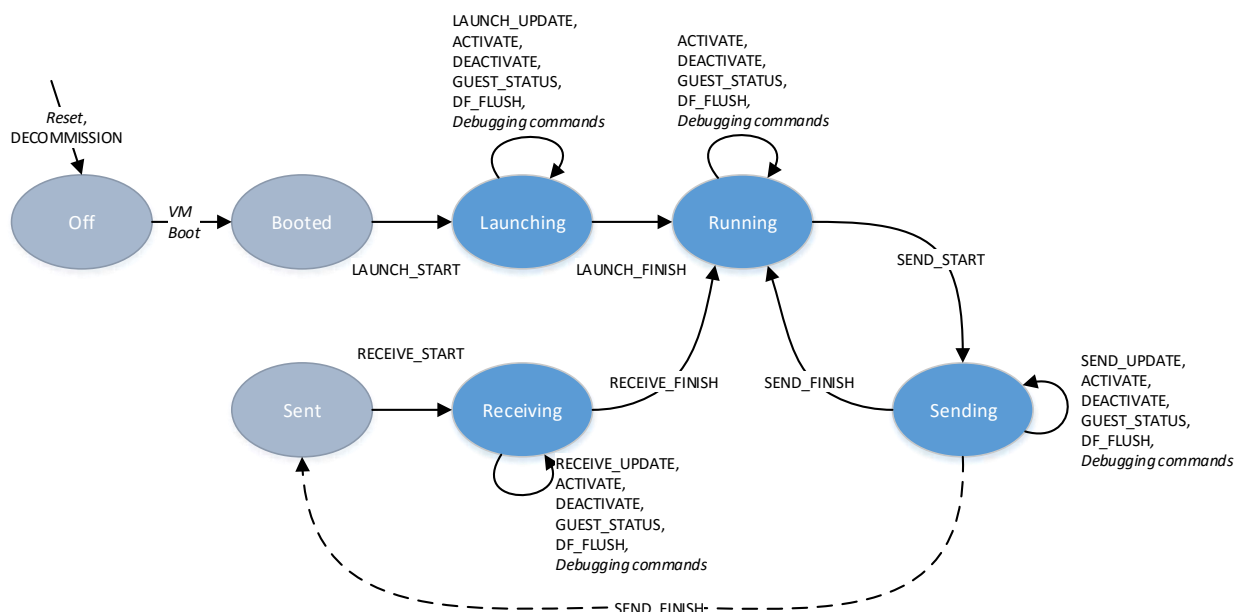 LAUNCH_UPDATE,
ACTIVATE,
DEACTIVATE,
GUEST_STATUS,
DF_FLUSH,
Debugging commands
ACTIVATE,
DEACTIVATE,
GUEST_STATUS,
DF_FLUSH,
Debugging commands
Reset,
DECOMMISSION
Off
VM
Boot
Booted
LAUNCH_START
Launching
LAUNCH_FINISH
Running
SEND_START
Sent
RECEIVE_START
Receiving
RECEIVE_FINISH
SEND_FINISH
Sending
SEND_UPDATE,
ACTIVATE,
DEACTIVATE,
GUEST_STATUS,
DF_FLUSH,
Debugging commands
RECEIVE_UPDATE,
ACTIVATE,
DEACTIVATE,
GUEST_STATUS,
DF_FLUSH,
Debugging commands
SEND_FINISH